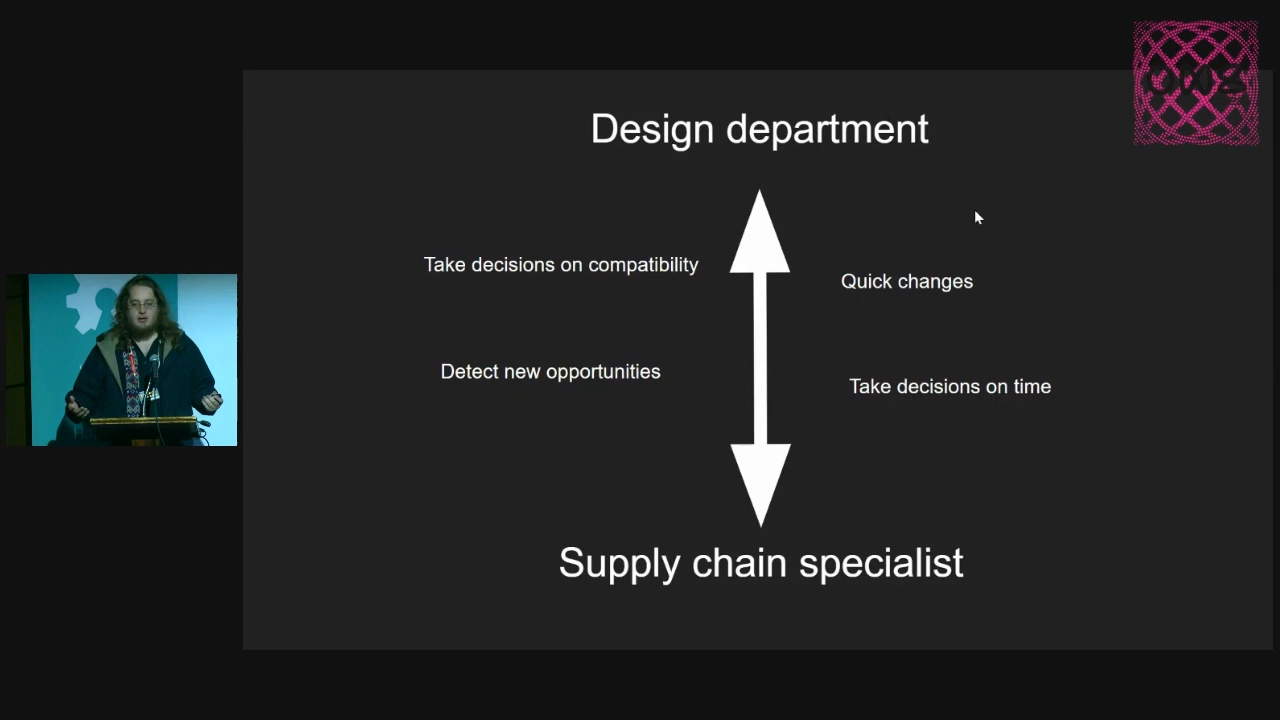 Design department
Take decisions on compatibility
Quick changes
Detect new opportunities
Take decisions on time
Supply chain specialist